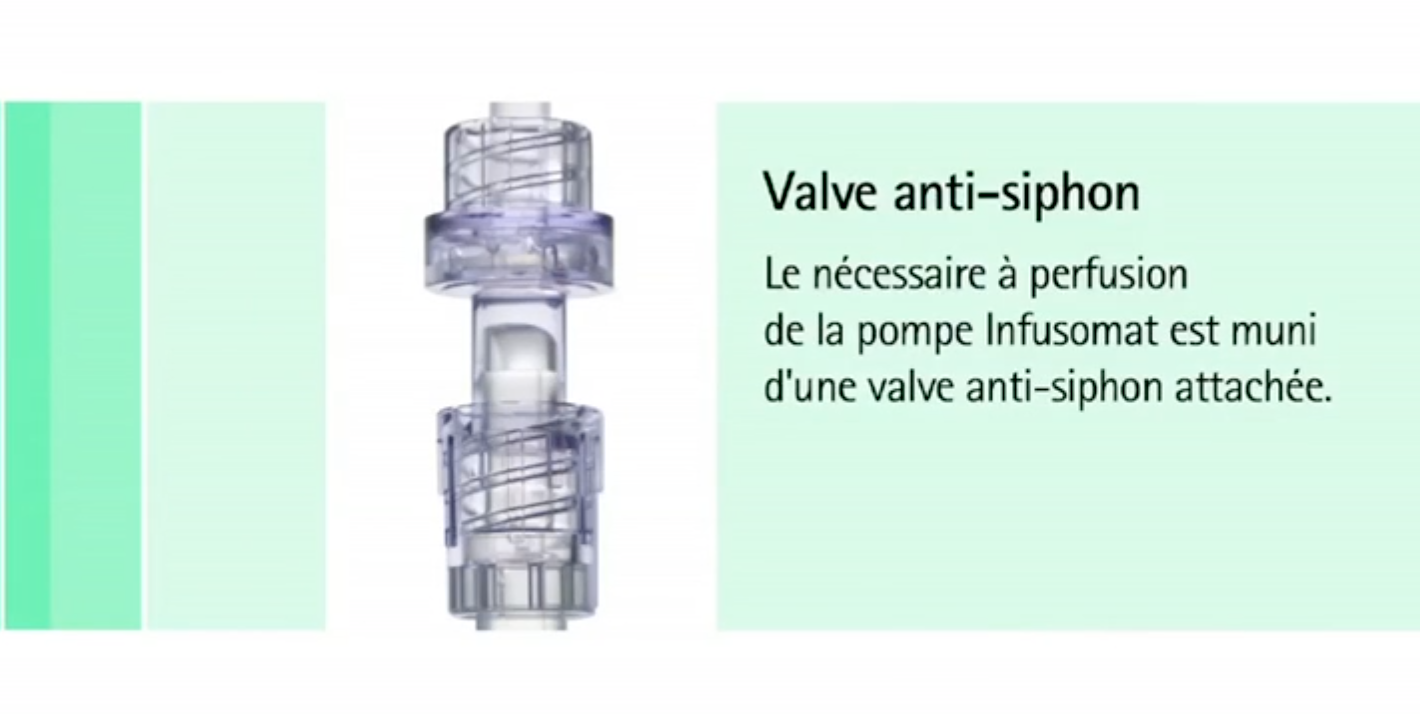 Valve anti-siphon
Le nécessaire à perfusion
de la pompe Infusomat est muni
d'une valve anti-siphon attachée.